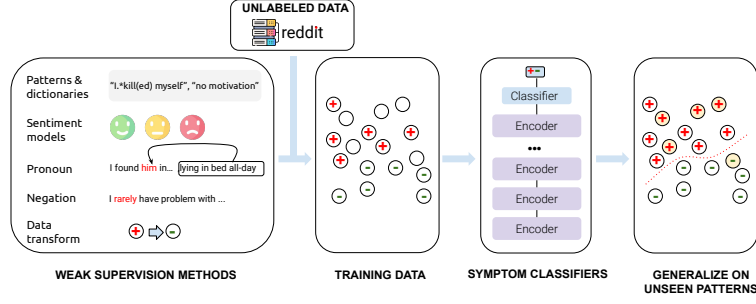 UNLABELED DATA
reddit
Patterns &
dictionaries
"I.*kill(ed) myself", "no motivation"
Sentiment
models
Pronoun
I found him in... lying in bed all-day
Negation
I rarely have problem with ...
Data
transform
+ -
+ -
Classifier
Encoder
•••
Encoder
Encoder
Encoder
WEAK SUPERVISION METHODS
TRAINING DATA
SYMPTOM CLASSIFIERS
GENERALIZE ON
UNSEEN PATTERNS